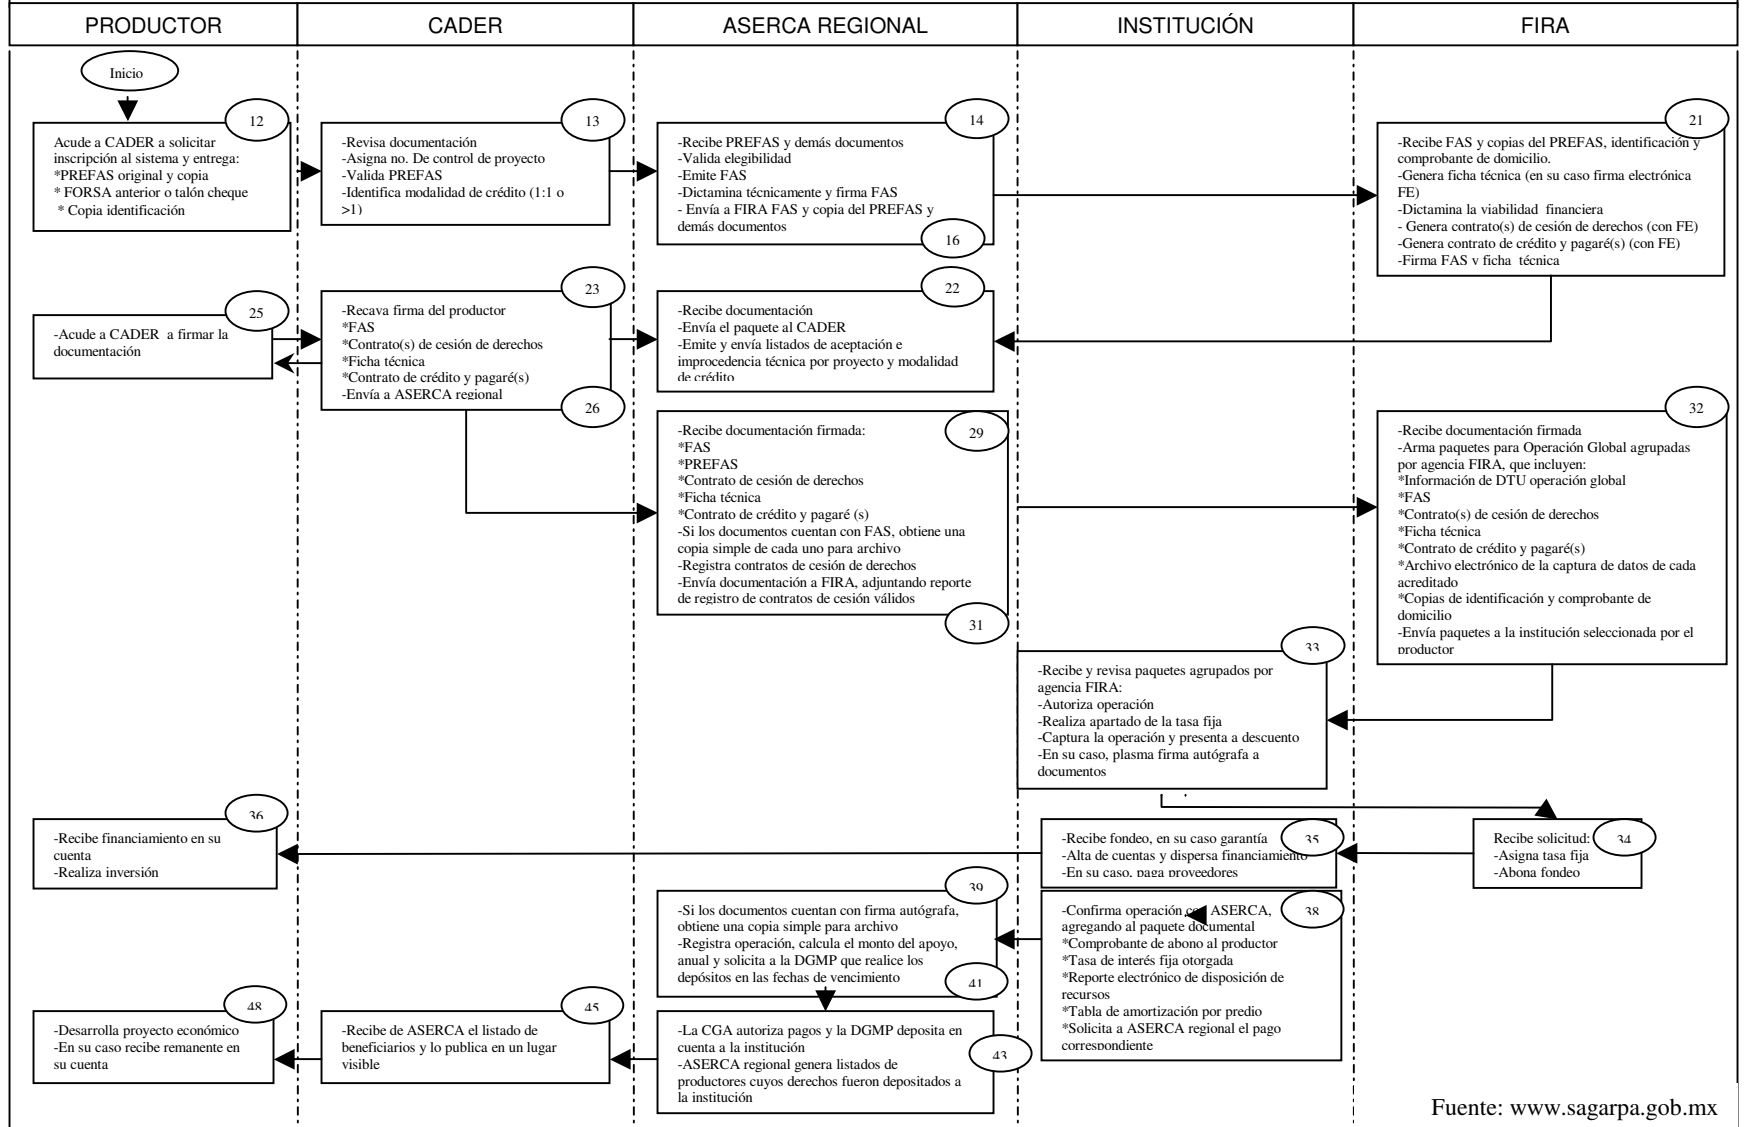 PRODUCTOR
CADER
ASERCA REGIONAL
INSTITUCIÓN
FIRA
Inicio
12
Acude a CADER a solicitar
inscripción al sistema y entrega:
*PREFAS original y copia
* FORSA anterior o talón cheque
* Copia identificación
13
-Revisa documentación
-Asigna no. De control de proyecto
-Valida PREFAS
-Identifica modalidad de crédito (1:1 o
>1)
14
-Recibe PREFAS y demás documentos
-Valida elegibilidad
-Emite FAS
-Dictamina técnicamente y firma FAS
- Envía a FIRA FAS y copia del PREFAS y
demás documentos
16
21
-Recibe FAS y copias del PREFAS, identificación y
comprobante de domicilio.
-Genera ficha técnica (en su caso firma electrónica
FE)
-Dictamina la viabilidad financiera
- Genera contrato(s) de cesión de derechos (con FE)
-Genera contrato de crédito y pagaré(s) (con FE)
-Firma FAS y ficha técnica
25
-Acude a CADER a firmar la
documentación
23
-Recava firma del productor
*FAS
*Contrato(s) de cesión de derechos
*Ficha técnica
*Contrato de crédito y pagaré(s)
-Envía a ASERCA regional
26
22
-Recibe documentación
-Envía el paquete al CADER
-Emite y envía listados de aceptación e
improcedencia técnica por proyecto y modalidad
de crédito
29
-Recibe documentación firmada:
*FAS
*PREFAS
*Contrato de cesión de derechos
*Ficha técnica
*Contrato de crédito y pagaré (s)
-Si los documentos cuentan con FAS, obtiene una
copia simple de cada uno para archivo
-Registra contratos de cesión de derechos
-Envía documentación a FIRA, adjuntando reporte
de registro de contratos de cesión válidos
31
32
-Recibe documentación firmada
-Arma paquetes para Operación Global agrupadas
por agencia FIRA, que incluyen:
*Información de DTU operación global
*FAS
*Contrato(s) de cesión de derechos
*Ficha técnica
*Contrato de crédito y pagaré(s)
*Archivo electrónico de la captura de datos de cada
acreditado
*Copias de identificación y comprobante de
domicilio
-Envía paquetes a la institución seleccionada por el
productor
33
-Recibe y revisa paquetes agrupados por
agencia FIRA:
-Autoriza operación
-Realiza apartado de la tasa fija
-Captura la operación y presenta a descuento
-En su caso, plasma firma autógrafa a
documentos
36
-Recibe financiamiento en su
cuenta
-Realiza inversión
35
-Recibe fondeo, en su caso garantía
-Alta de cuentas y dispersa financiamiento
-En su caso, paga proveedores
34
Recibe solicitud:
-Asigna tasa fija
-Abona fondeo
39
-Si los documentos cuentan con firma autógrafa,
obtiene una copia simple para archivo
-Registra operación, calcula el monto del apoyo,
anual y solicita a la DGMP que realice los
depósitos en las fechas de vencimiento
41
38
-Confirma operación con ASERCA,
agregando al paquete documental
*Comprobante de abono al productor
*Tasa de interés fija otorgada
*Reporte electrónico de disposición de
recursos
*Tabla de amortización por predio
*Solicita a ASERCA regional el pago
correspondiente
48
-Desarrolla proyecto económico
-En su caso recibe remanente en
su cuenta
45
-Recibe de ASERCA el listado de
beneficiarios y lo publica en un lugar
visible
43
-La CGA autoriza pagos y la DGMP deposita en
cuenta a la institución
-ASERCA regional genera listados de
productores cuyos derechos fueron depositados a
la institución
Fuente: www.sagarpa.gob.mx